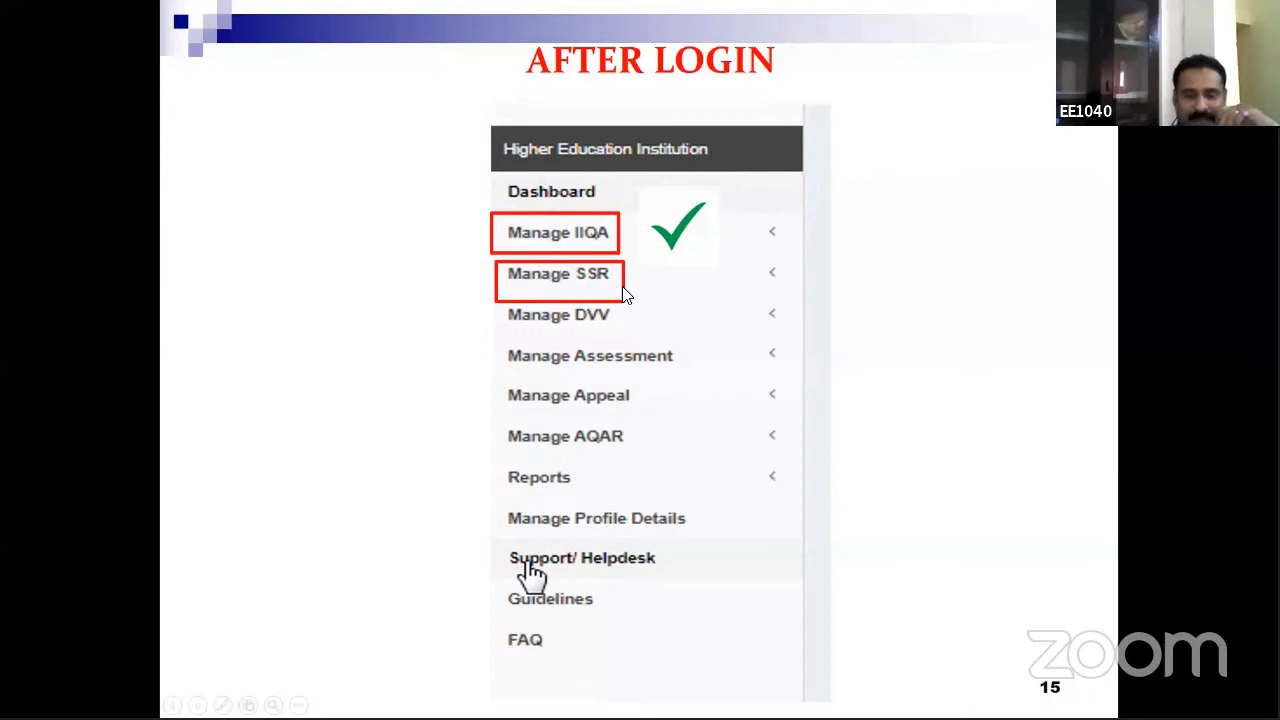 AFTER LOGIN
EE1040
Higher Education Institution
Dashboard
Manage IIQA
Manage SSR
Manage DVV
Manage Assessment
Manage Appeal
Manage AQAR
Reports
Manage Profile Details
Support/ Helpdesk
Guidelines
FAQ
zoom
15